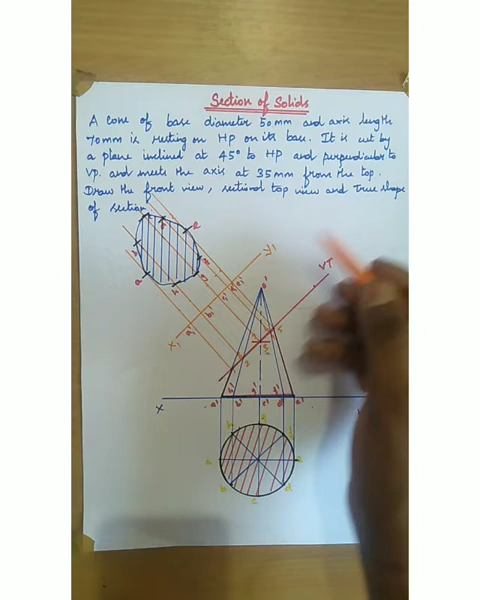 Section of Solids
A cone of base diameter 50mm and axis length
70mm is resting on HP on its base. It is cut by
a plane inclined at 45° to HP and perpendicular to
VP. and meets the axis at 35mm from the top.
Draw the front view, sectional top view and True shape
of section
Y1
VT
o'
X1
a'
b'
X
a'
b'
c'
d'
e'
a
b
c
d